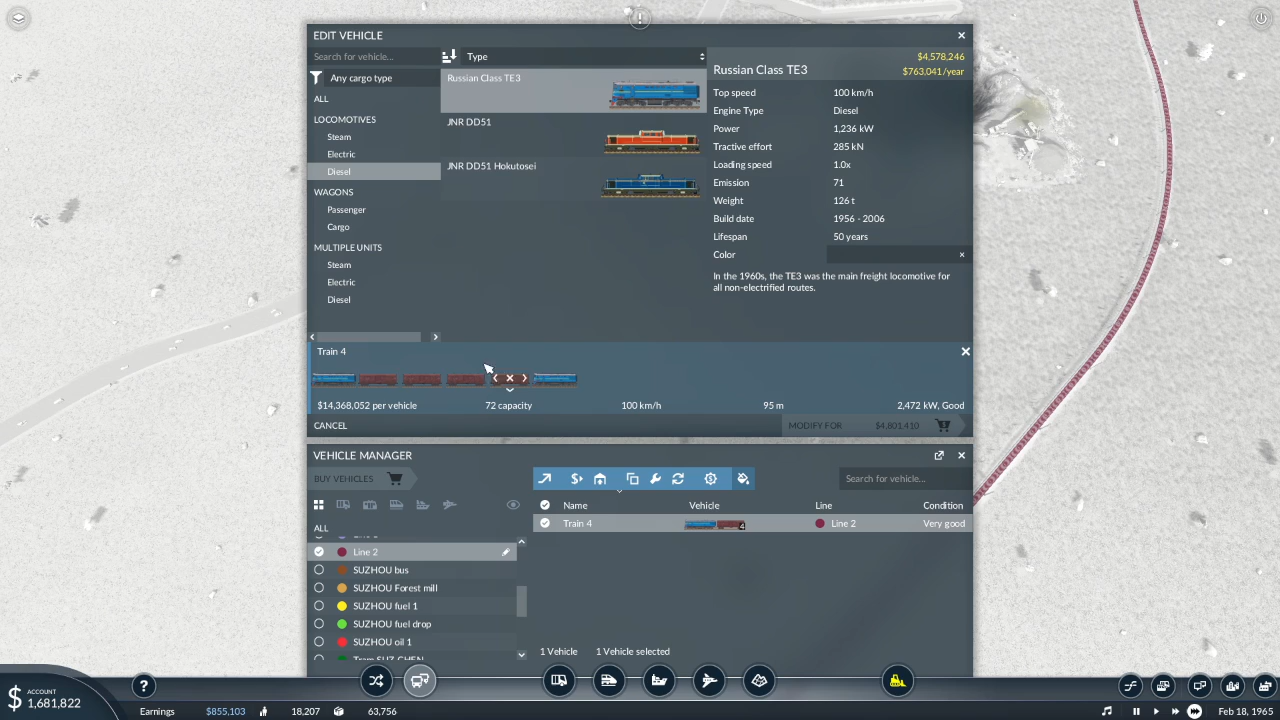 EDIT VEHICLE
Search for vehicle...
Type
Any cargo type
ALL
LOCOMOTIVES
Steam
Electric
Diesel
WAGONS
Passenger
Cargo
MULTIPLE UNITS
Steam
Electric
Diesel
Russian Class TE3
JNR DD51
JNR DD51 Hokutosei
$4,578,246
Russian Class TE3
$763,041/year
Top speed 100 km/h
Engine Type Diesel
Power 1,236 kW
Tractive effort 285 kN
Loading speed 1.0x
Emission 71
Weight 126 t
Build date 1956 - 2006
Lifespan 50 years
Color
In the 1960s, the TE3 was the main freight locomotive for
all non-electrified routes.
Train 4
$14,368,052 per vehicle 72 capacity 100 km/h 95 m 2,472 kW, Good
CANCEL
MODIFY FOR $4,801,410
VEHICLE MANAGER
BUY VEHICLES
Search for vehicle...
ALL
Line 2
SUZHOU bus
SUZHOU Forest mill
SUZHOU fuel 1
SUZHOU fuel drop
SUZHOU oil 1
Name Vehicle Line Condition
Train 4 4 Line 2 Very good
1 Vehicle 1 Vehicle selected
ACCOUNT
$ 1,681,822
Earnings $855,103 18,207 63,756
Feb 18, 1965